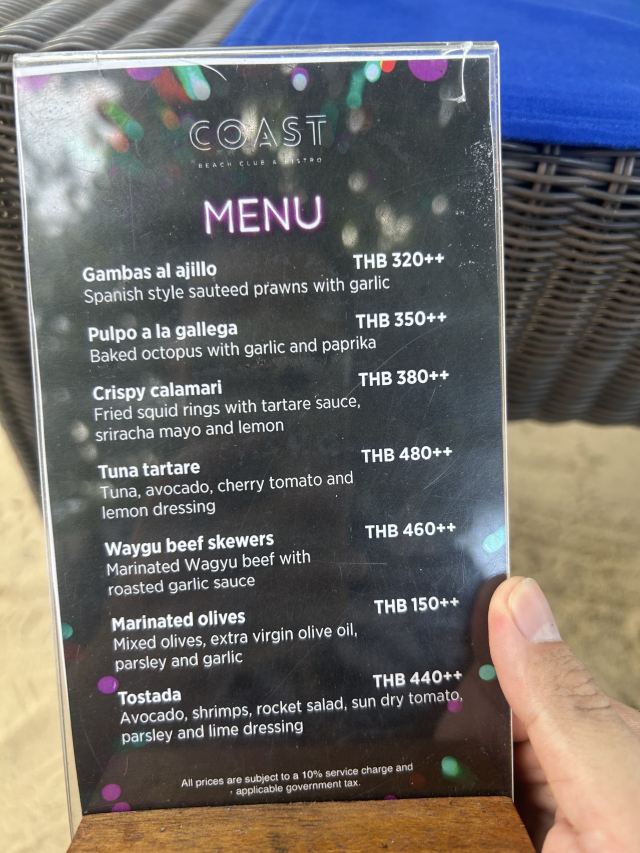 COAST
BEACH CLUB & BISTRO
MENU
Gambas al ajillo THB 320++
Spanish style sauteed prawns with garlic
Pulpo a la gallega THB 350++
Baked octopus with garlic and paprika
Crispy calamari THB 380++
Fried squid rings with tartare sauce,
sriracha mayo and lemon
Tuna tartare THB 480++
Tuna, avocado, cherry tomato and
lemon dressing
Waygu beef skewers THB 460++
Marinated Wagyu beef with
roasted garlic sauce
Marinated olives THB 150++
Mixed olives, extra virgin olive oil,
parsley and garlic
Tostada THB 440++
Avocado, shrimps, rocket salad, sun dry tomato,
parsley and lime dressing
All prices are subject to a 10% service charge and
applicable government tax.